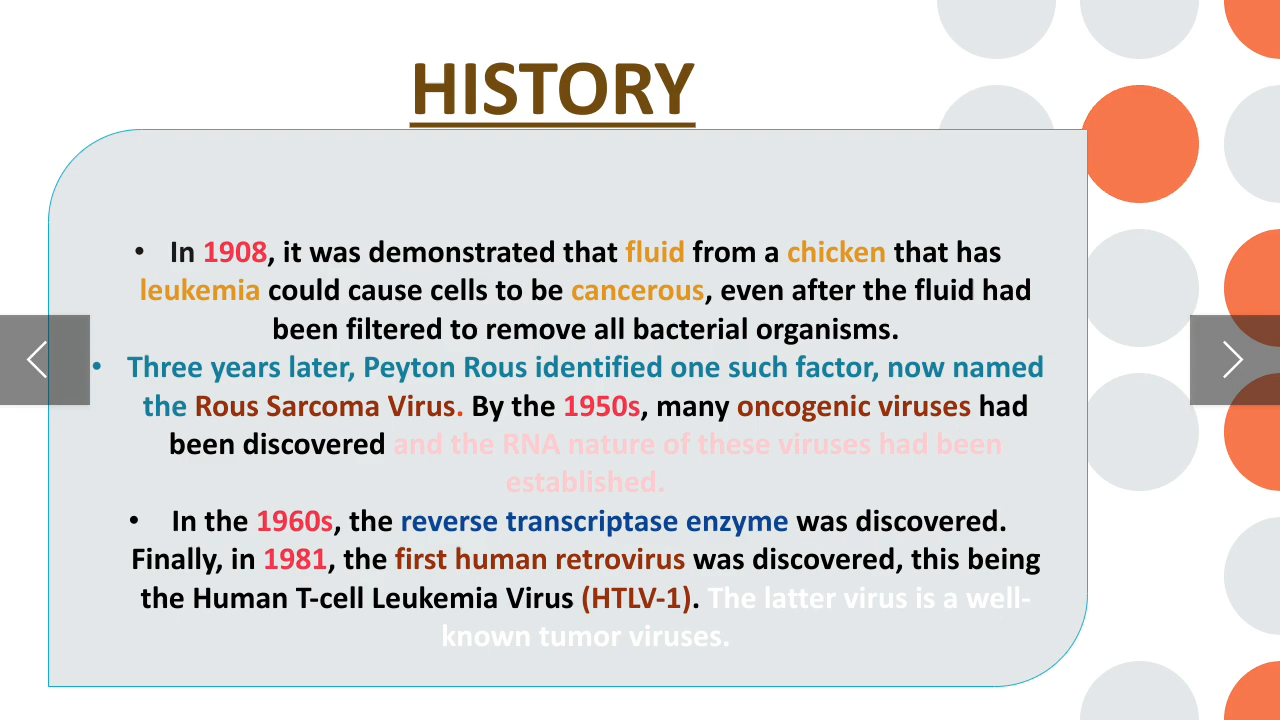 HISTORY
• In 1908, it was demonstrated that fluid from a chicken that has
leukemia could cause cells to be cancerous, even after the fluid had
been filtered to remove all bacterial organisms.
• Three years later, Peyton Rous identified one such factor, now named
the Rous Sarcoma Virus. By the 1950s, many oncogenic viruses had
been discovered and the RNA nature of these viruses had been
established.
• In the 1960s, the reverse transcriptase enzyme was discovered.
Finally, in 1981, the first human retrovirus was discovered, this being
the Human T-cell Leukemia Virus (HTLV-1). The latter virus is a well-
known tumor viruses.